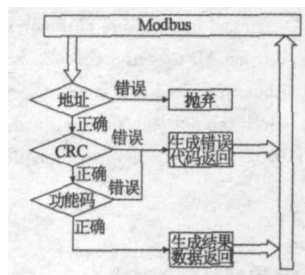 Modbus
地址
错误
抛弃
正确
错误
CRC
生成错误
代码返回
正确
错误
功能码
正确
生成结果
数据返回